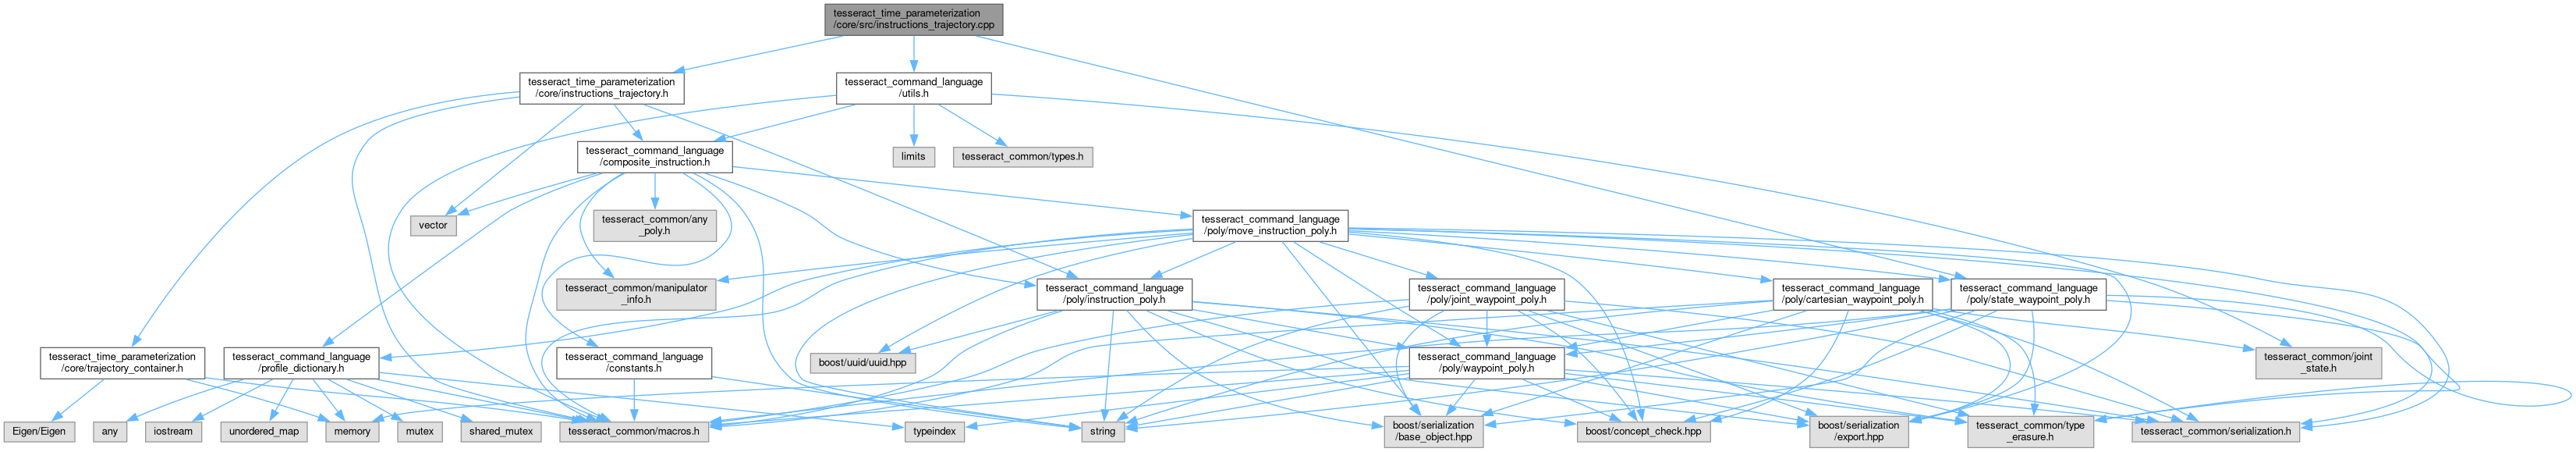 tesseract_time_parameterization
/core/src/instructions_trajectory.cpp
tesseract_time_parameterization
/core/instructions_trajectory.h
tesseract_command_language
/utils.h
tesseract_command_language
/composite_instruction.h
limits
tesseract_common/types.h
vector
tesseract_common/any
_poly.h
tesseract_command_language
/poly/move_instruction_poly.h
tesseract_common/manipulator
_info.h
tesseract_command_language
/poly/instruction_poly.h
tesseract_command_language
/poly/joint_waypoint_poly.h
tesseract_command_language
/poly/cartesian_waypoint_poly.h
tesseract_command_language
/poly/state_waypoint_poly.h
tesseract_time_parameterization
/core/trajectory_container.h
tesseract_command_language
/profile_dictionary.h
tesseract_command_language
/constants.h
boost/uuid/uuid.hpp
tesseract_command_language
/poly/waypoint_poly.h
tesseract_common/joint
_state.h
Eigen/Eigen
any
iostream
unordered_map
memory
mutex
shared_mutex
tesseract_common/macros.h
typeindex
string
boost/serialization
/base_object.hpp
boost/concept_check.hpp
boost/serialization
/export.hpp
tesseract_common/type
_erasure.h
tesseract_common/serialization.h